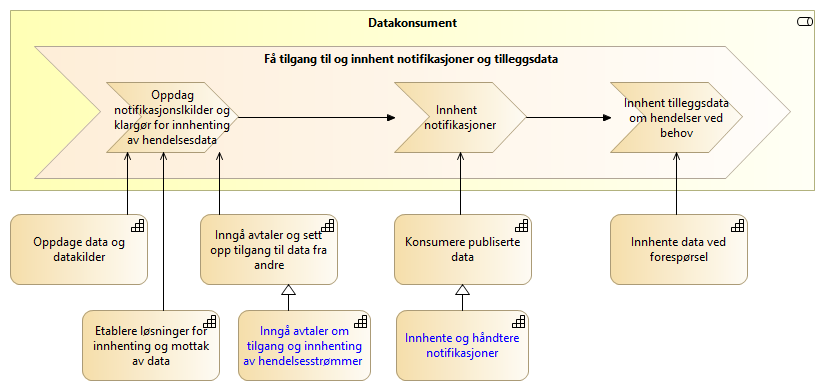 Datakonsument
Få tilgang til og innhent notifikasjoner og tilleggsdata
Oppdag
notifikasjonslkilder og
klargjør for innhenting
av hendelsesdata
Innhent
notifikasjoner
Innhent tilleggsdata
om hendelser ved
behov
Oppdage data og
datakilder
Inngå avtaler og sett
opp tilgang til data fra
andre
Konsumere publiserte
data
Innhente data ved
forespørsel
Etablere løsninger for
innhenting og mottak
av data
Inngå avtaler om
tilgang og innhenting
av hendelsesstrømmer
Innhente og håndtere
notifikasjoner